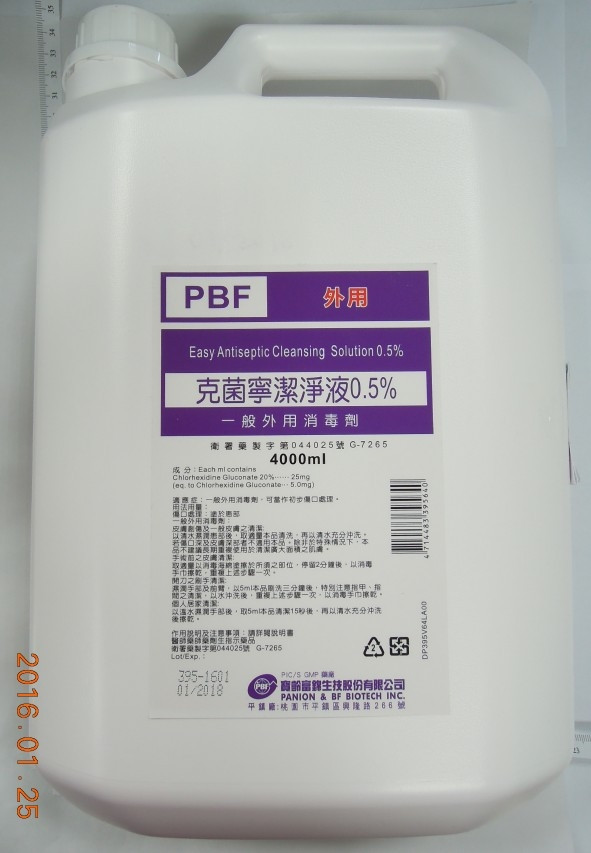 PBF 外用
Easy Antiseptic Cleansing Solution 0.5%
克菌寧潔淨液0.5%
一般外用消毒劑
衛署藥製字第044025號 G-7265
4000ml
成分：Each ml contains
Chlorhexidine Gluconate 20%······ 25mg
(eq. to Chlorhexidine Gluconate··· 5.0mg)
適應症：一般外用消毒劑，可當作初步傷口處理。
用法用量：
傷口處理：塗於患部
一般外用消毒劑：
皮膚創傷及一般皮膚之清潔：
以清水濕潤患部後，取適量本品清洗，再以清水充分沖洗。
若傷口深及皮膚深部者不適用本品，除非於特殊情況下，本
品不建議長期重複使用於清潔廣大面積之肌膚。
手術前之皮膚清潔：
取適量以消毒海綿塗擦於所須之部位，停留2分鐘後，以消毒
手巾擦乾，重複上述步驟一次。
開刀之刷手清潔：
濕潤手部及前臂，以5ml本品刷洗三分鐘後，特別注意指甲、指
間之清潔，以水沖洗後，重複上述步驟一次，以消毒手巾擦乾。
個人居家清潔：
以溫水濕潤手部後，取5ml本品清潔15秒後，再以清水充分沖洗
後擦乾。
作用說明及注意事項：請詳閱說明書
醫師藥師藥劑生指示藥品
衛署藥製字第044025號 G-7265
Lot/Exp.：
395-1601
01/2018
4714483395640
DP395V64LA00
2
PIC/S GMP 藥廠
PBF 寶齡富錦生技股份有限公司
PANION & BF BIOTECH INC.
平鎮廠:桃園市平鎮區興隆路266號
2016.01.25